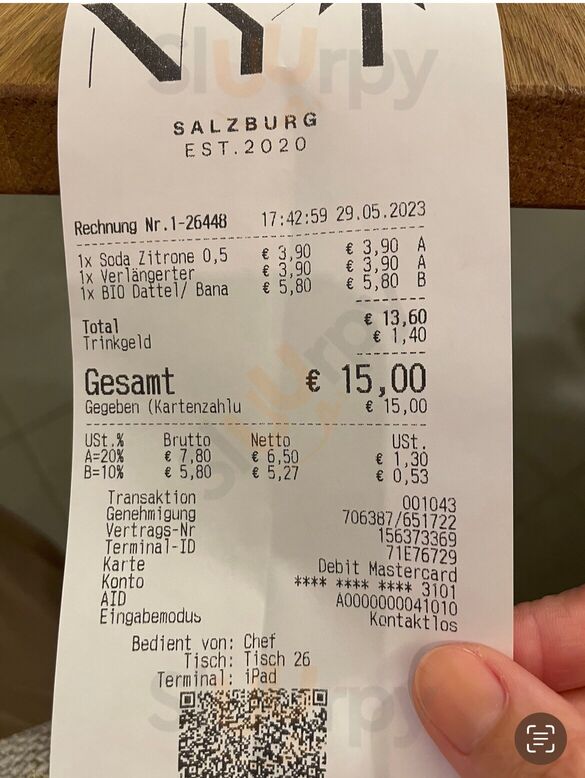 NYT
SALZBURG
EST.2020
Rechnung Nr.1-26448 17:42:59 29.05.2023
1x Soda Zitrone 0,5 € 3,90 € 3,90 A
1x Verlängerter € 3,90 € 3,90 A
1x BIO Dattel/ Bana € 5,80 € 5,80 B
Total € 13,60
Trinkgeld € 1,40
Gesamt € 15,00
Gegeben (Kartenzahlu € 15,00
USt.% Brutto Netto USt.
A=20% € 7,80 € 6,50 € 1,30
B=10% € 5,80 € 5,27 € 0,53
Transaktion 001043
Genehmigung 706387/651722
Vertrags-Nr 156373369
Terminal-ID 71E76729
Karte Debit Mastercard
Konto **** **** **** 3101
AID A0000000041010
Eingabemodus Kontaktlos
Bedient von: Chef
Tisch: Tisch 26
Terminal: iPad
Sluurpy
Sluurpy
Sluurpy